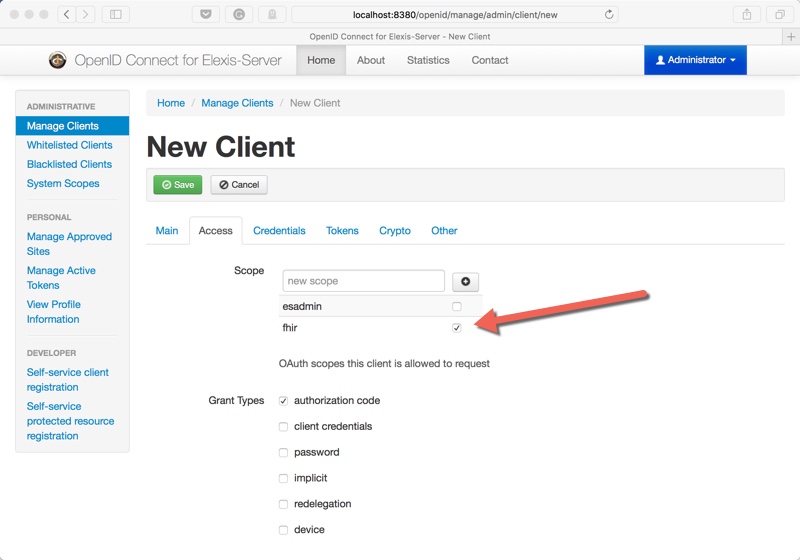 localhost:8380/openid/manage/admin/client/new
OpenID Connect for Elexis-Server - New Client
OpenID Connect for Elexis-Server
Home
About
Statistics
Contact
Administrator
ADMINISTRATIVE
Manage Clients
Whitelisted Clients
Blacklisted Clients
System Scopes
PERSONAL
Manage Approved
Sites
Manage Active
Tokens
View Profile
Information
DEVELOPER
Self-service client
registration
Self-service
protected resource
registration
Home / Manage Clients / New Client
New Client
Save
Cancel
Main
Access
Credentials
Tokens
Crypto
Other
Scope
new scope
esadmin
fhir
OAuth scopes this client is allowed to request
Grant Types
authorization code
client credentials
password
implicit
redelegation
device